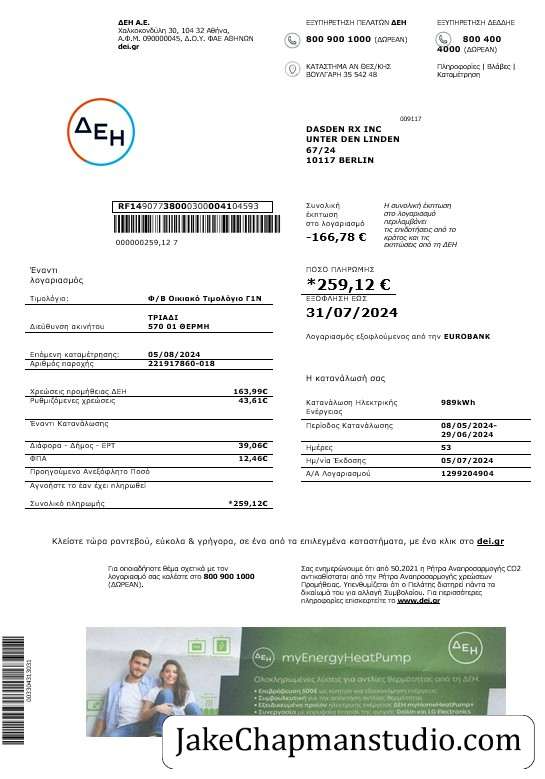 ΔΕΗ Α.Ε.
Χαλκοκονδύλη 30, 104 32 Αθήνα,
Α.Φ.Μ. 090000045, Δ.Ο.Υ. ΦΑΕ ΑΘΗΝΩΝ
dei.gr
ΕΞΥΠΗΡΕΤΗΣΗ ΠΕΛΑΤΩΝ ΔΕΗ
800 900 1000 (ΔΩΡΕΑΝ)
ΚΑΤΑΣΤΗΜΑ ΑΝ ΘΕΣ/ΚΗΣ
ΒΟΥΛΓΑΡΗ 35 542 48
ΕΞΥΠΗΡΕΤΗΣΗ ΔΕΔΔΗΕ
800 400
4000 (ΔΩΡΕΑΝ)
Πληροφορίες | Βλάβες |
Καταμέτρηση
ΔΕΗ
009117
DASDEN RX INC
UNTER DEN LINDEN
67/24
10117 BERLIN
RF14907738000300004104593
000000259,12 7
Συνολική
έκπτωση
στο λογαριασμό
-166,78 €
Η συνολική έκπτωση
στο λογαριασμό
περιλαμβάνει
τις επιδοτήσεις από το
κράτος και τις
εκπτώσεις από τη ΔΕΗ
Έναντι
λογαριασμός
ΠΟΣΟ ΠΛΗΡΩΜΗΣ
*259,12 €
ΕΞΟΦΛΗΣΗ ΕΩΣ
31/07/2024
Λογαριασμός εξοφλούμενος από την EUROBANK
Τιμολόγιο: Φ/Β Οικιακό Τιμολόγιο Γ1Ν
ΤΡΙΑΔΙ
Διεύθυνση ακινήτου 570 01 ΘΕΡΜΗ
Επόμενη καταμέτρησης: 05/08/2024
Αριθμός παροχής 221917860-018
Χρεώσεις προμήθειας ΔΕΗ 163,99€
Ρυθμιζόμενες χρεώσεις 43,61€
Έναντι Κατανάλωσης
Διάφορα - Δήμος - ΕΡΤ 39,06€
ΦΠΑ 12,46€
Προηγούμενο Ανεξόφλητο Ποσό
Αγνοήστε το εάν έχει πληρωθεί
Συνολικό πληρωμής *259,12€
Η κατανάλωσή σας
Κατανάλωση Ηλεκτρικής 989kWh
Ενέργειας
Περίοδος Κατανάλωσης 08/05/2024-
29/06/2024
Ημέρες 53
Ημ/νία Έκδοσης 05/07/2024
Α/Α Λογαριασμού 1299204904
Κλείστε τώρα ραντεβού, εύκολα & γρήγορα, σε ένα από τα επιλεγμένα καταστήματα, με ένα κλικ στο dei.gr
Για οποιαδήποτε θέμα σχετικά με τον
λογαριασμό σας καλέστε στο 800 900 1000
(ΔΩΡΕΑΝ).
Σας ενημερώνουμε ότι από 50.2021 η Ρήτρα Αναπροσαρμογής CO2
αντικαθίσταται από την Ρήτρα Αναπροσαρμογής χρεώσεων
Προμήθειας. Υπενθυμίζεται ότι ο Πελάτης διατηρεί πάντα τα
δικαίωμά του για αλλαγή Συμβολαίου. Για περισσότερες
πληροφορίες επισκεφτείτε το www.dei.gr
ΔΕΗ myEnergyHeatPump
ΔΕΗ
Ολοκληρωμένες λύσεις για αντλίες θερμότητας από τη ΔΕΗ.
JakeChapmanstudio.com